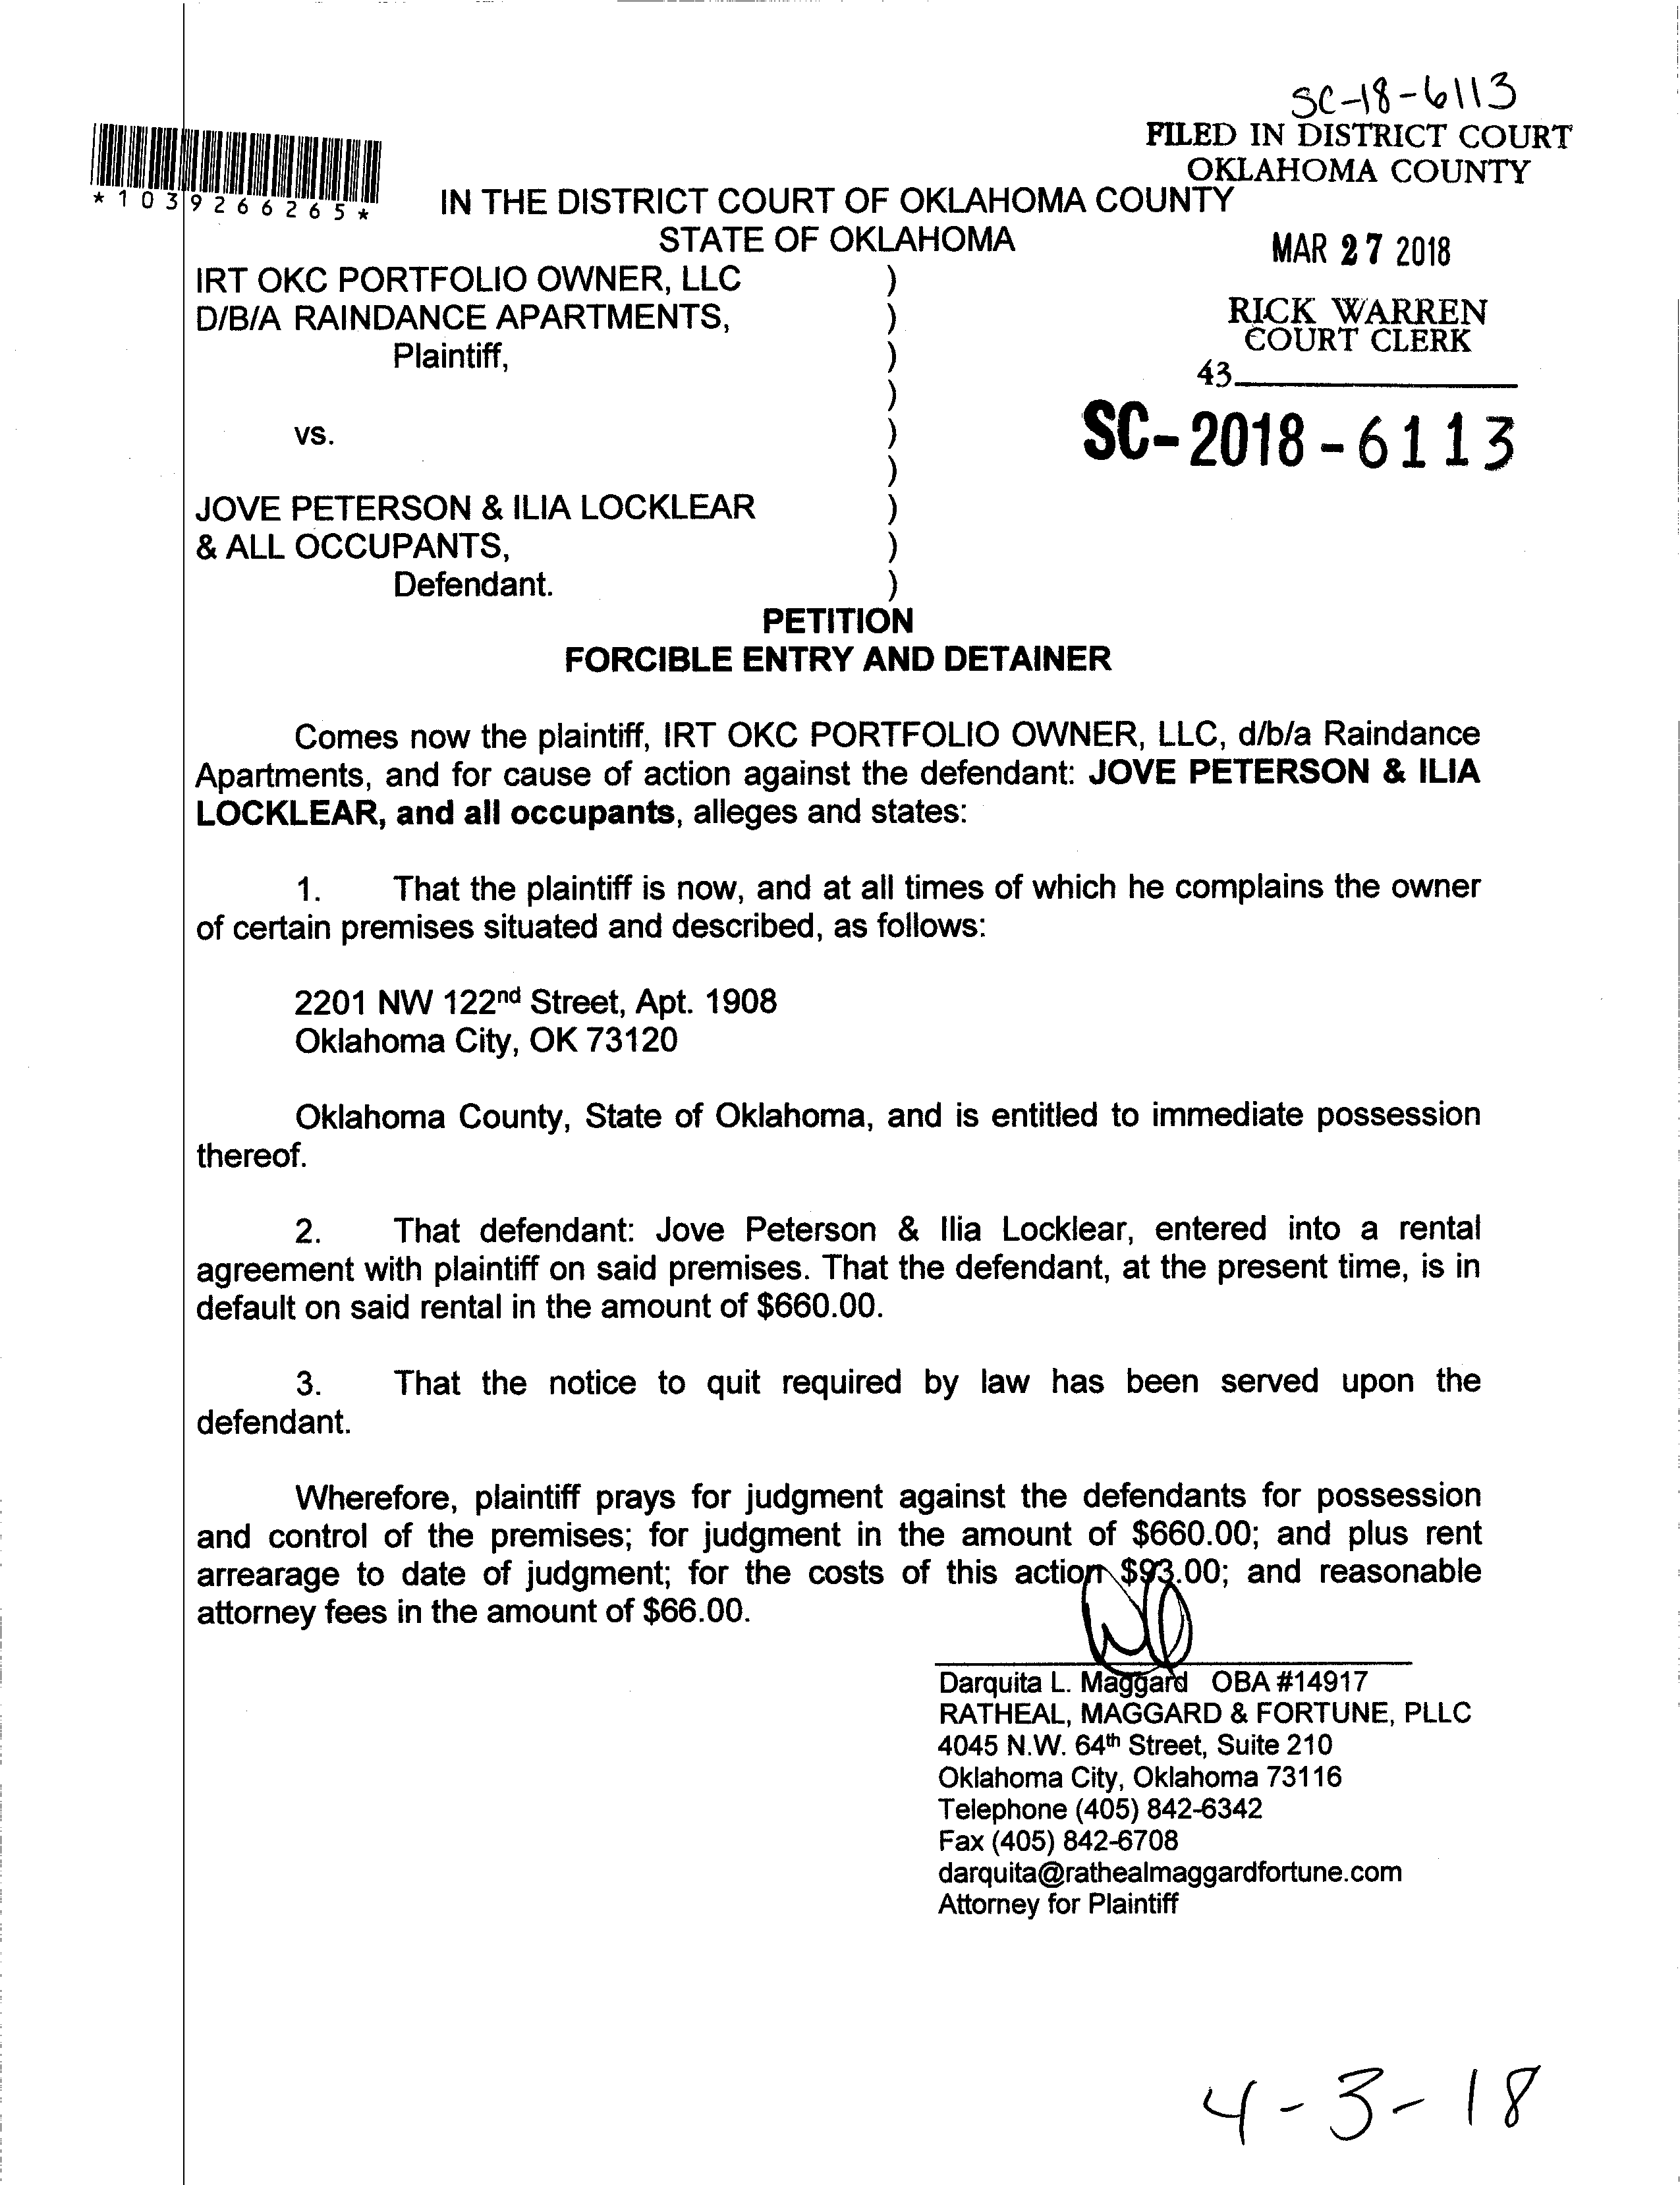 SC-18-6113
FILED IN DISTRICT COURT
OKLAHOMA COUNTY
*1039266265*
IN THE DISTRICT COURT OF OKLAHOMA COUNTY
STATE OF OKLAHOMA
MAR 27 2018
IRT OKC PORTFOLIO OWNER, LLC )
D/B/A RAINDANCE APARTMENTS, )
Plaintiff, )
RICK WARREN
COURT CLERK
43
)
vs. )
SC-2018-6113
)
JOVE PETERSON & ILIA LOCKLEAR )
& ALL OCCUPANTS, )
Defendant. )
PETITION
FORCIBLE ENTRY AND DETAINER
Comes now the plaintiff, IRT OKC PORTFOLIO OWNER, LLC, d/b/a Raindance
Apartments, and for cause of action against the defendant: JOVE PETERSON & ILIA
LOCKLEAR, and all occupants, alleges and states:
1. That the plaintiff is now, and at all times of which he complains the owner
of certain premises situated and described, as follows:
2201 NW 122nd Street, Apt. 1908
Oklahoma City, OK 73120
Oklahoma County, State of Oklahoma, and is entitled to immediate possession
thereof.
2. That defendant: Jove Peterson & Ilia Locklear, entered into a rental
agreement with plaintiff on said premises. That the defendant, at the present time, is in
default on said rental in the amount of $660.00.
3. That the notice to quit required by law has been served upon the
defendant.
Wherefore, plaintiff prays for judgment against the defendants for possession
and control of the premises; for judgment in the amount of $660.00; and plus rent
arrearage to date of judgment; for the costs of this action $93.00; and reasonable
attorney fees in the amount of $66.00.
Darquita L. Maggard OBA #14917
RATHEAL, MAGGARD & FORTUNE, PLLC
4045 N.W. 64th Street, Suite 210
Oklahoma City, Oklahoma 73116
Telephone (405) 842-6342
Fax (405) 842-6708
darquita@rathealmaggardfortune.com
Attorney for Plaintiff
4-3-18